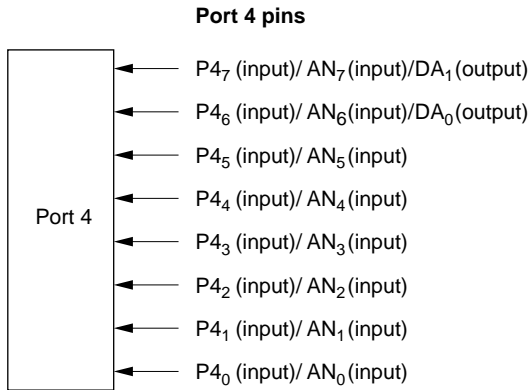 Port 4 pins
P4₇ (input)/ AN₇(input)/DA₁(output)
P4₆ (input)/ AN₆(input)/DA₀(output)
P4₅ (input)/ AN₅(input)
P4₄ (input)/ AN₄(input)
Port 4
P4₃ (input)/ AN₃(input)
P4₂ (input)/ AN₂(input)
P4₁ (input)/ AN₁(input)
P4₀ (input)/ AN₀(input)